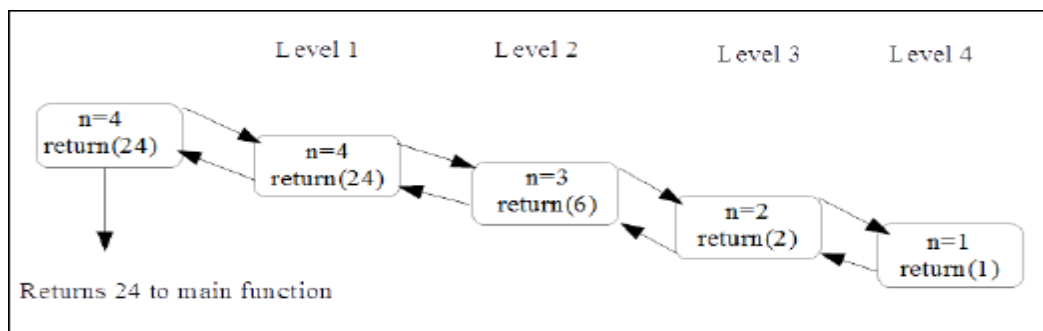 Level 1
Level 2
Level 3
Level 4
n=4
return(24)
n=4
return(24)
n=3
return(6)
n=2
return(2)
n=1
return(1)
Returns 24 to main function